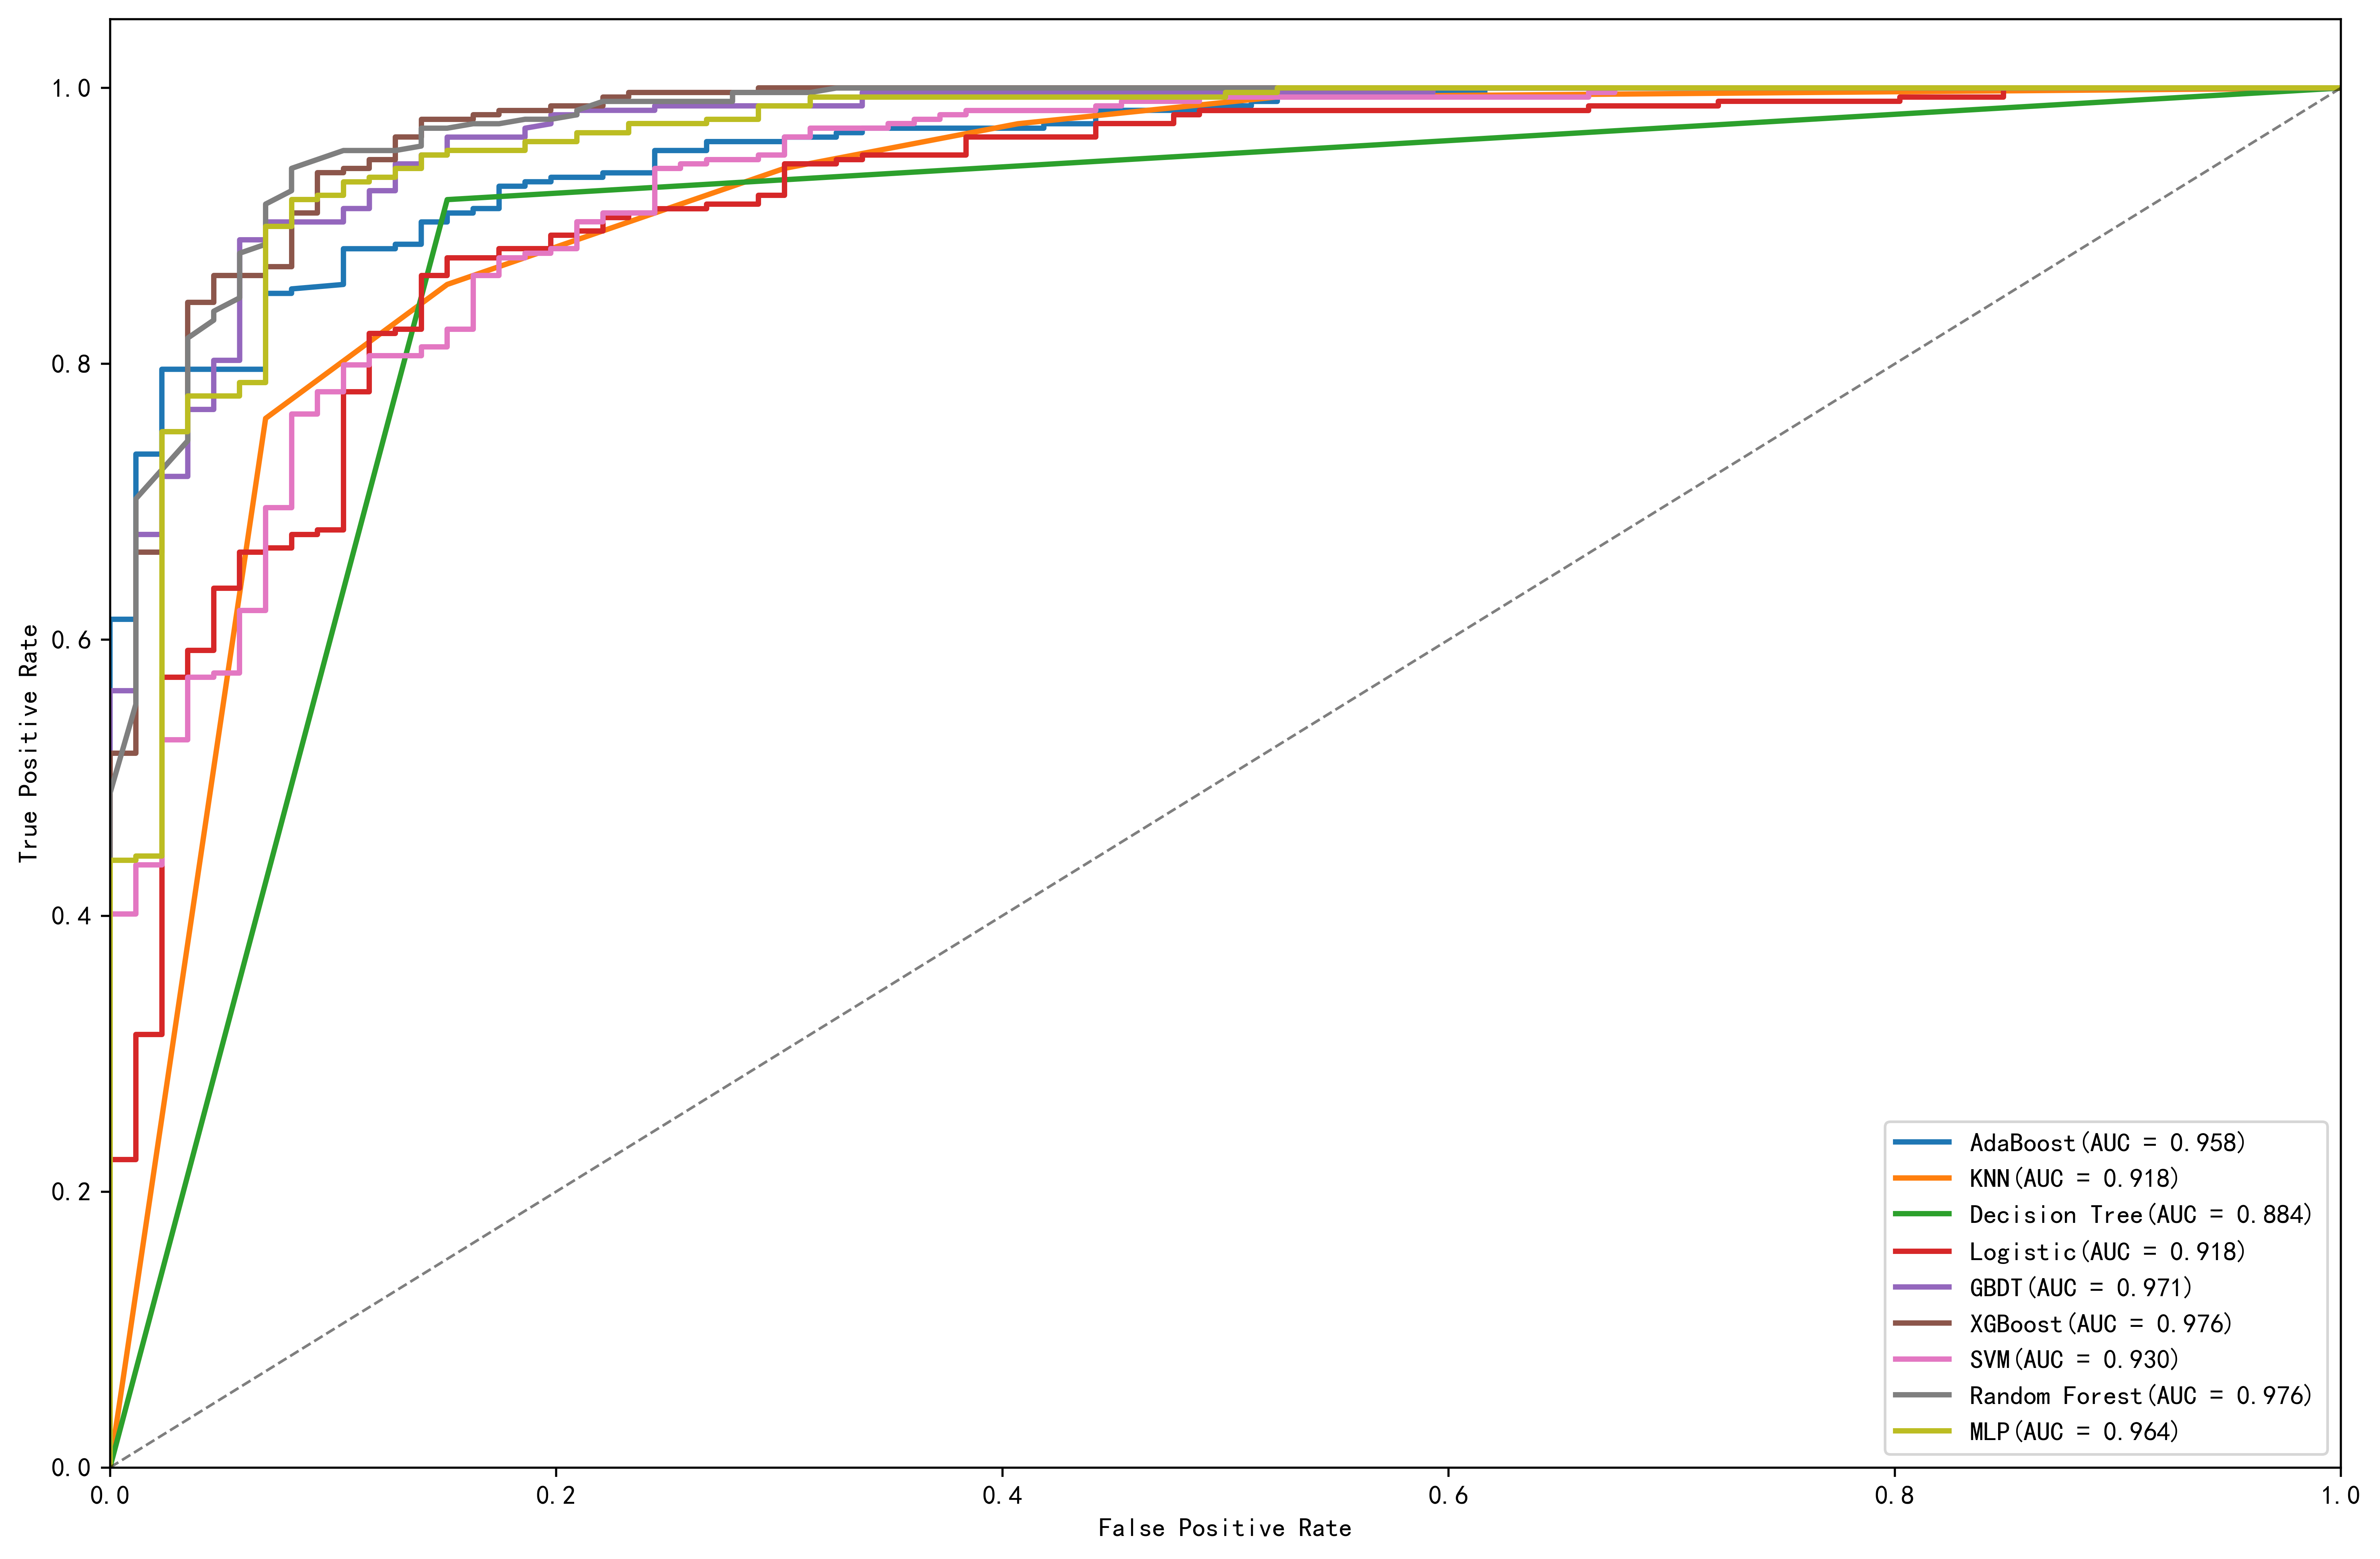 1.0
0.8
0.6
0.4
0.2
0.0
True Positive Rate
0.0 0.2 0.4 0.6 0.8 1.0
False Positive Rate
AdaBoost(AUC = 0.958)
KNN(AUC = 0.918)
Decision Tree(AUC = 0.884)
Logistic(AUC = 0.918)
GBDT(AUC = 0.971)
XGBoost(AUC = 0.976)
SVM(AUC = 0.930)
Random Forest(AUC = 0.976)
MLP(AUC = 0.964)